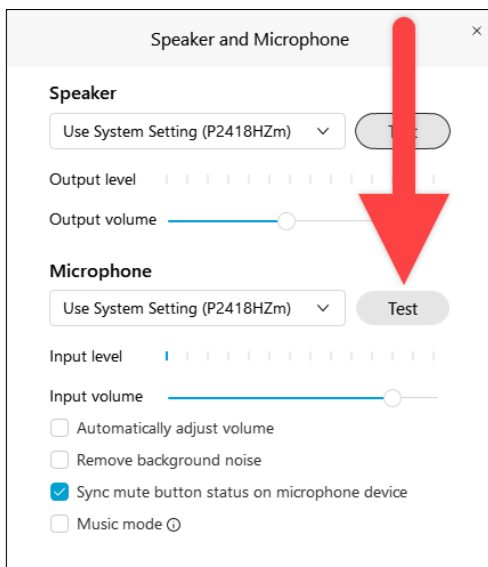 Speaker and Microphone
Speaker
Use System Setting (P2418HZm)
Output level
Output volume
Microphone
Use System Setting (P2418HZm) Test
Input level
Input volume
Automatically adjust volume
Remove background noise
Sync mute button status on microphone device
Music mode